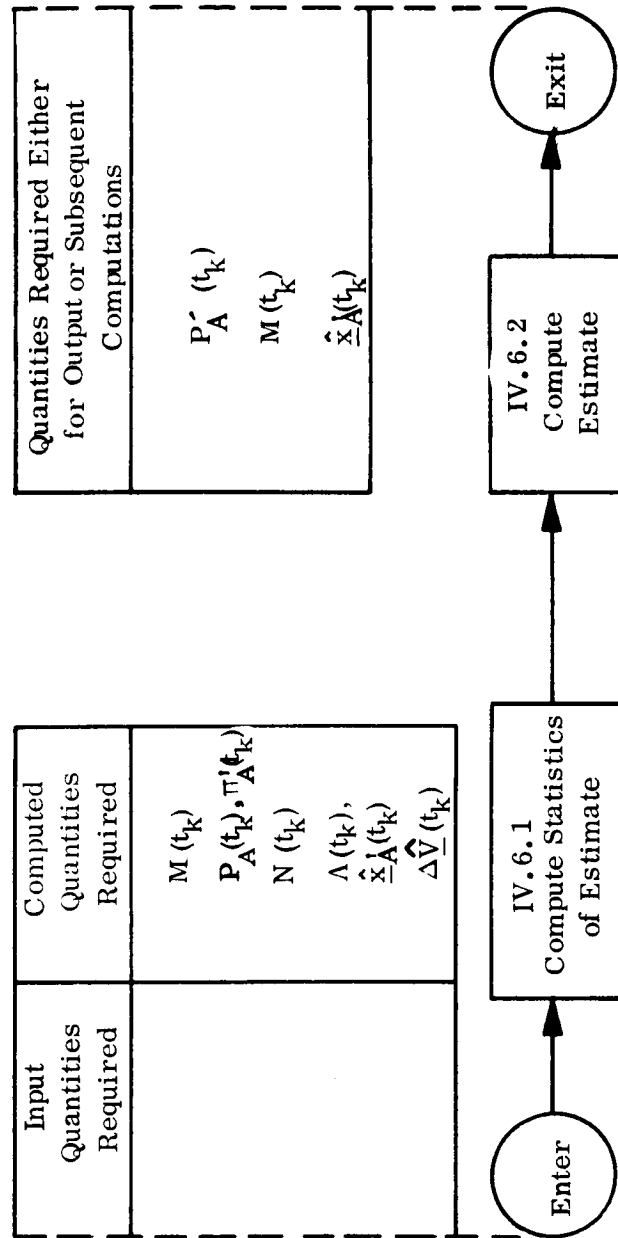 Input
Quantities
Required
Computed
Quantities
Required
M(t_k)
P_A(t_k), π'_A(t_k)
N(t_k)
Λ(t_k),
x̲̂'_A(t_k)
ΔV̲̂(t_k)
Quantities Required Either
for Output or Subsequent
Computations
P'_A(t_k)
M(t_k)
x̲̂'_A(t_k)
Enter
IV.6.1
Compute Statistics
of Estimate
IV.6.2
Compute
Estimate
Exit